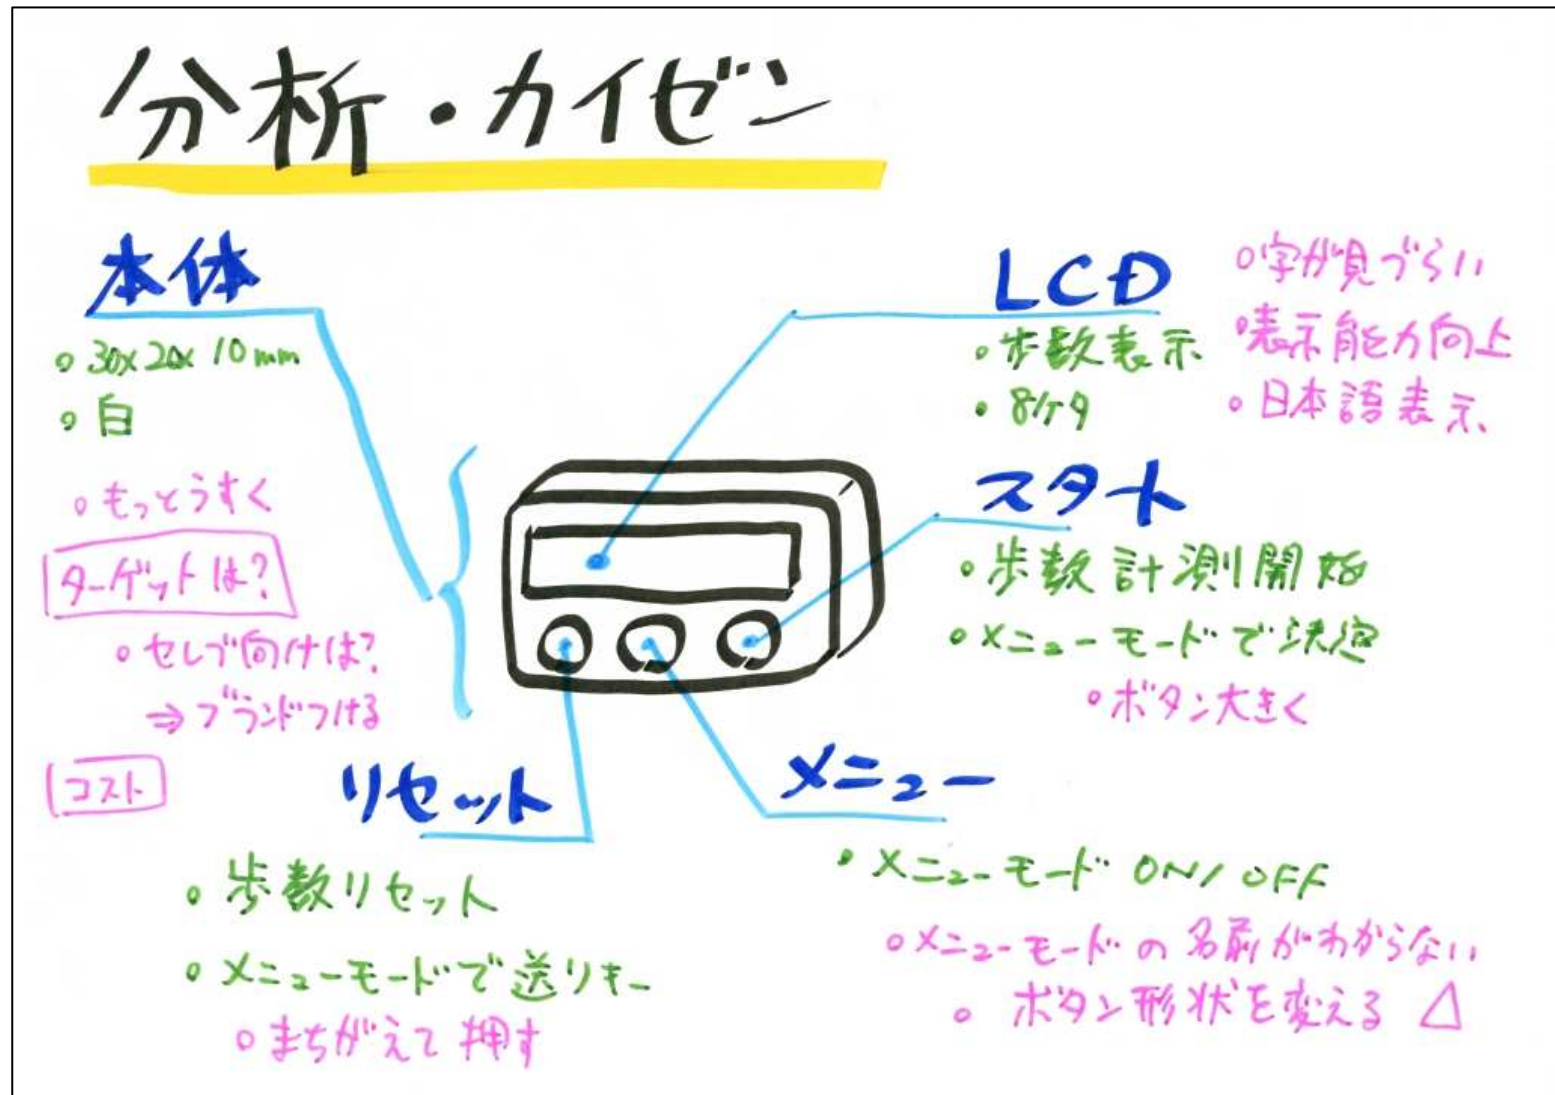 分析・カイゼン
本体
○30x20x10mm
○白
○もっとうすく
ターゲットは?
○セレブ向けは?
⇒ブランドつける
コスト
LCD
・歩数表示
・8ケタ
○字が見づらい
・表示能力向上
○日本語表示
スタート
・歩数計測開始
○メニューモードで決定
○ボタン大きく
リセット
○歩数リセット
○メニューモードで送りキー
○まちがえて押す
メニュー
・メニューモード ON/OFF
○メニューモードの名前がわからない
○ボタン形状を変える △